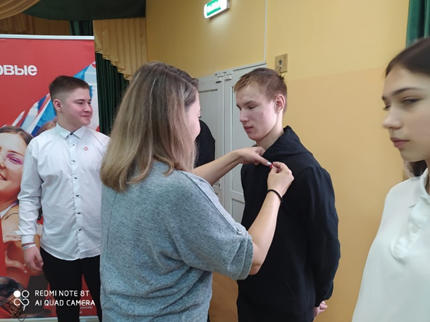 овые
REDMI NOTE 8T
AI QUAD CAMERA